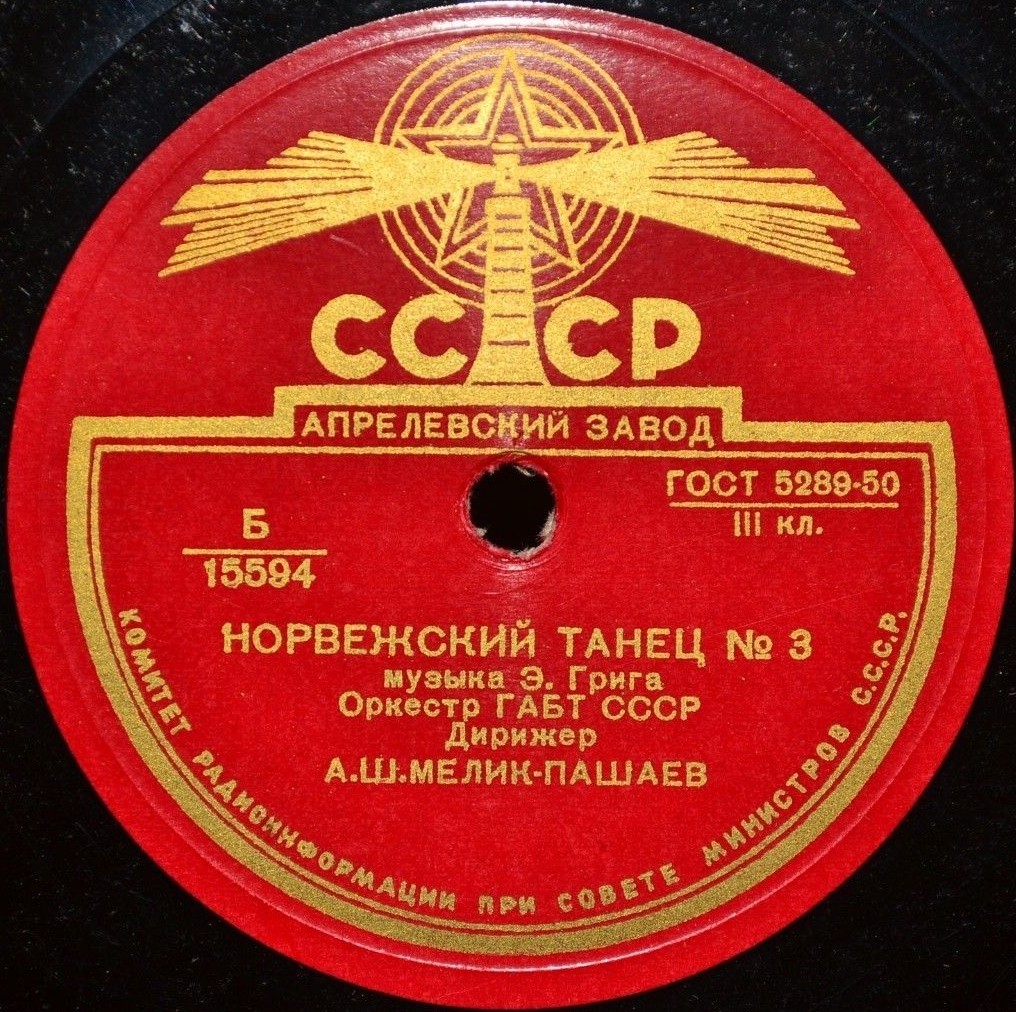 СССР
АПРЕЛЕВСКИЙ ЗАВОД
ГОСТ 5289-50
III кл.
Б
15594
НОРВЕЖСКИЙ ТАНЕЦ № 3
музыка Э. Грига
Оркестр ГАБТ СССР
Дирижер
А.Ш.МЕЛИК-ПАШАЕВ
КОМИТЕТ РАДИОИНФОРМАЦИИ ПРИ СОВЕТЕ МИНИСТРОВ С.С.С.Р.